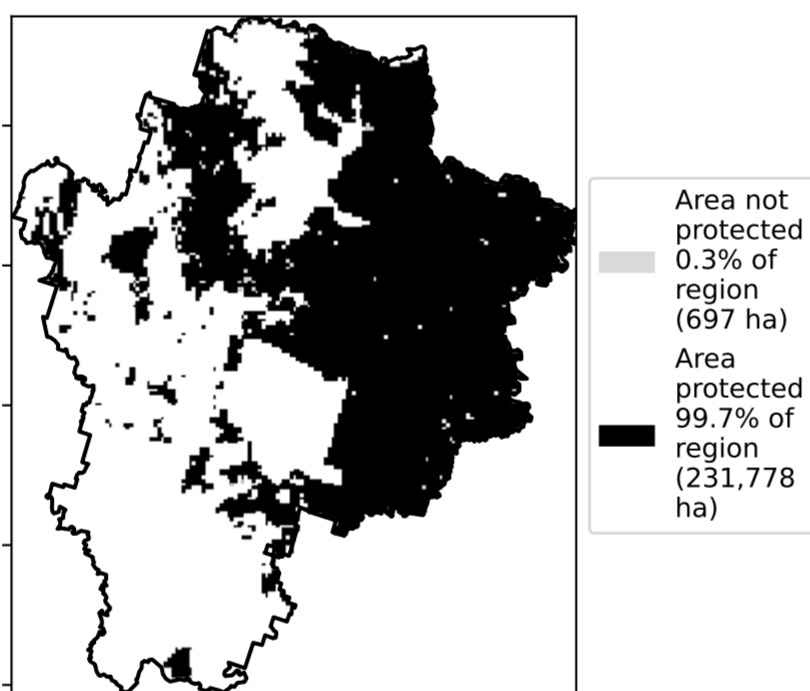 Area not
protected
0.3% of
region
(697 ha)
Area
protected
99.7% of
region
(231,778
ha)